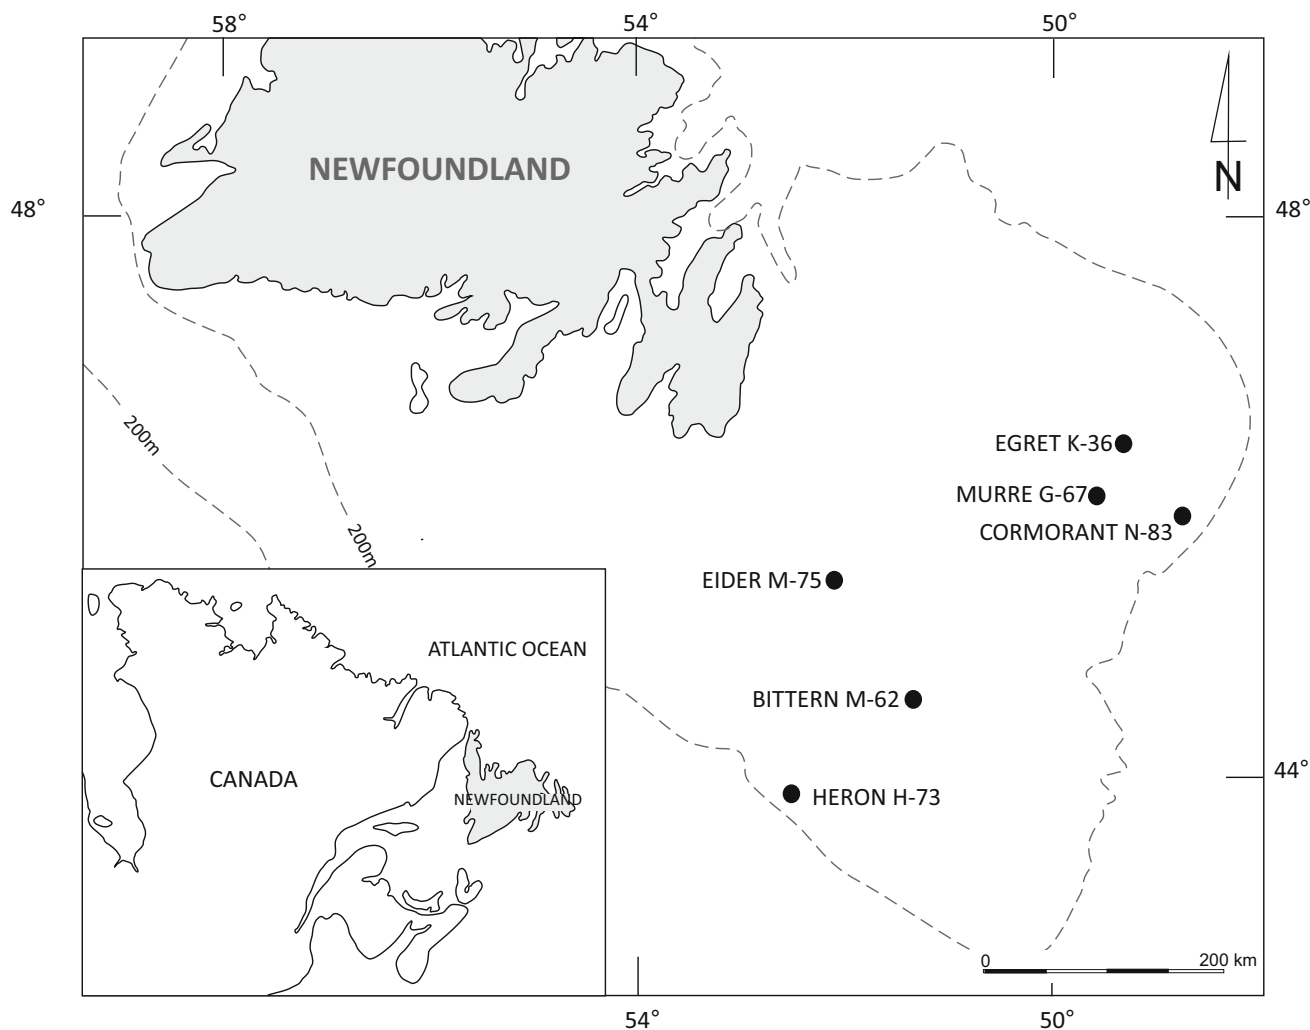 58°
54°
50°
NEWFOUNDLAND
N
48°
48°
200m
EGRET K-36
MURRE G-67
CORMORANT N-83
200m
EIDER M-75
ATLANTIC OCEAN
BITTERN M-62
CANADA
44°
NEWFOUNDLAND
HERON H-73
0
200 km
54°
50°